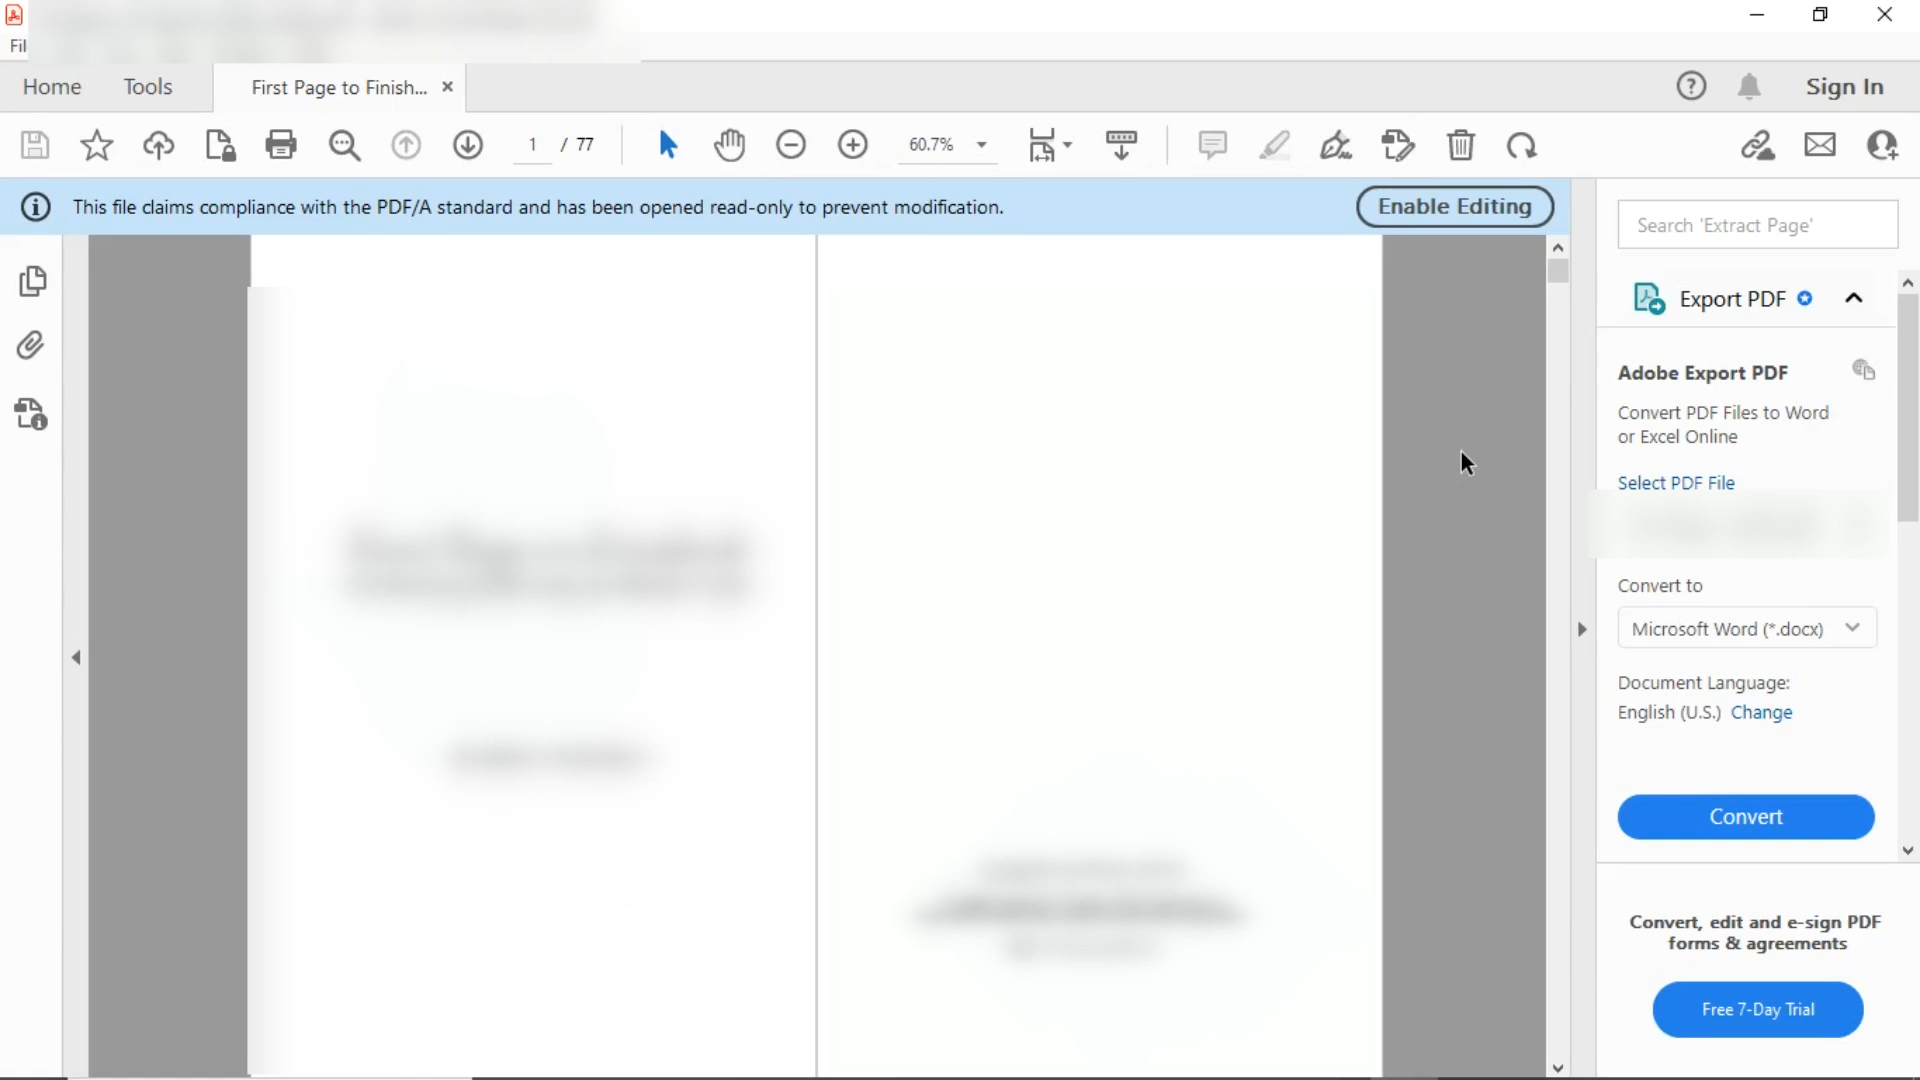 Fil
Home
Tools
First Page to Finish...
Sign In
1 / 77
60.7%
This file claims compliance with the PDF/A standard and has been opened read-only to prevent modification.
Enable Editing
Search 'Extract Page'
Export PDF
Adobe Export PDF
Convert PDF Files to Word
or Excel Online
Select PDF File
Convert to
Microsoft Word (*.docx)
Document Language:
English (U.S.) Change
Convert
Convert, edit and e-sign PDF
forms & agreements
Free 7-Day Trial